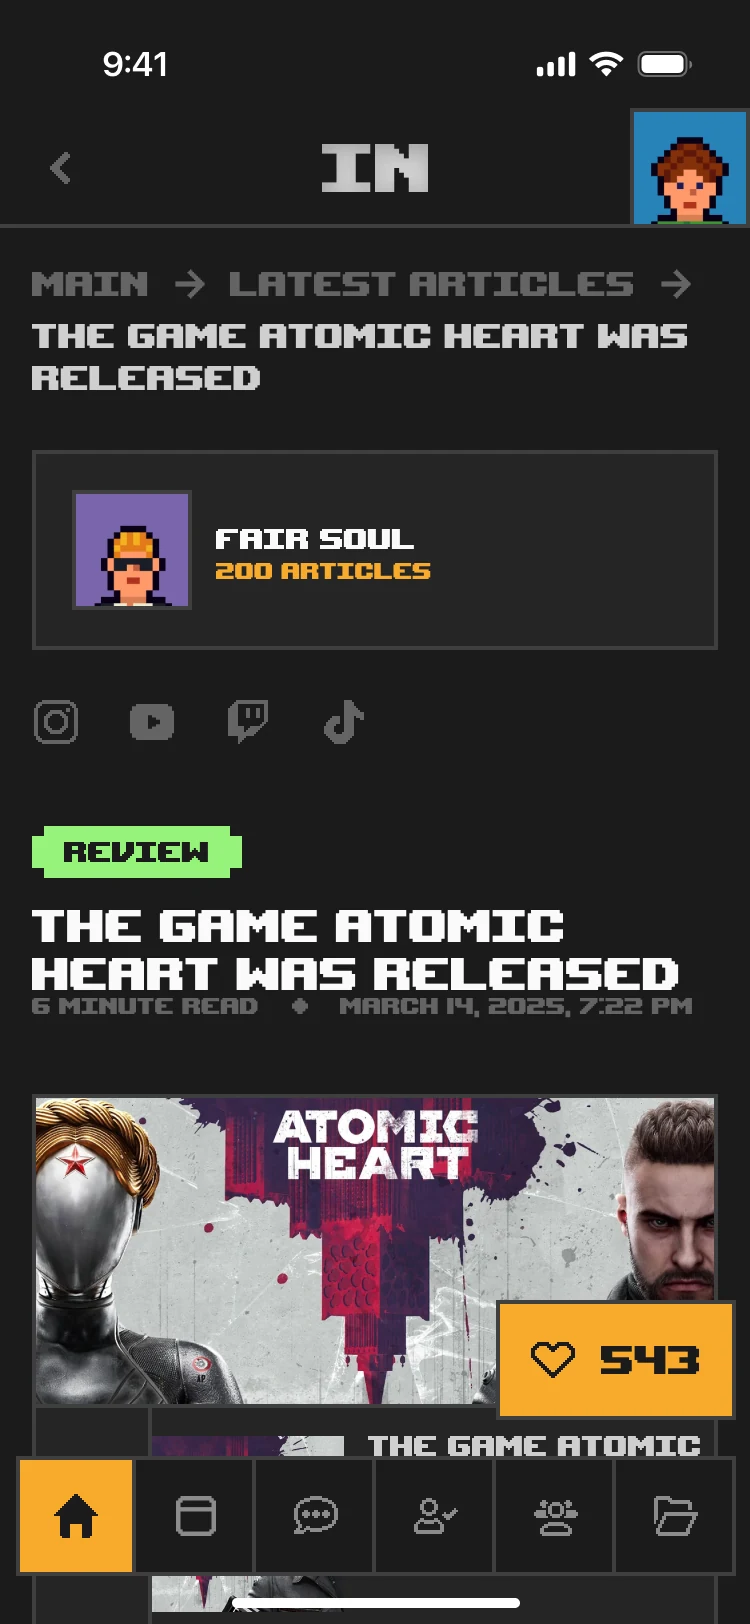 9:41
IN
MAIN → LATEST ARTICLES →
THE GAME ATOMIC HEART WAS
RELEASED
FAIR SOUL
200 ARTICLES
REVIEW
THE GAME ATOMIC
HEART WAS RELEASED
6 MINUTE READ ◆ MARCH 14, 2025, 7:22 PM
ATOMIC
HEART
AP
543
THE GAME ATOMIC